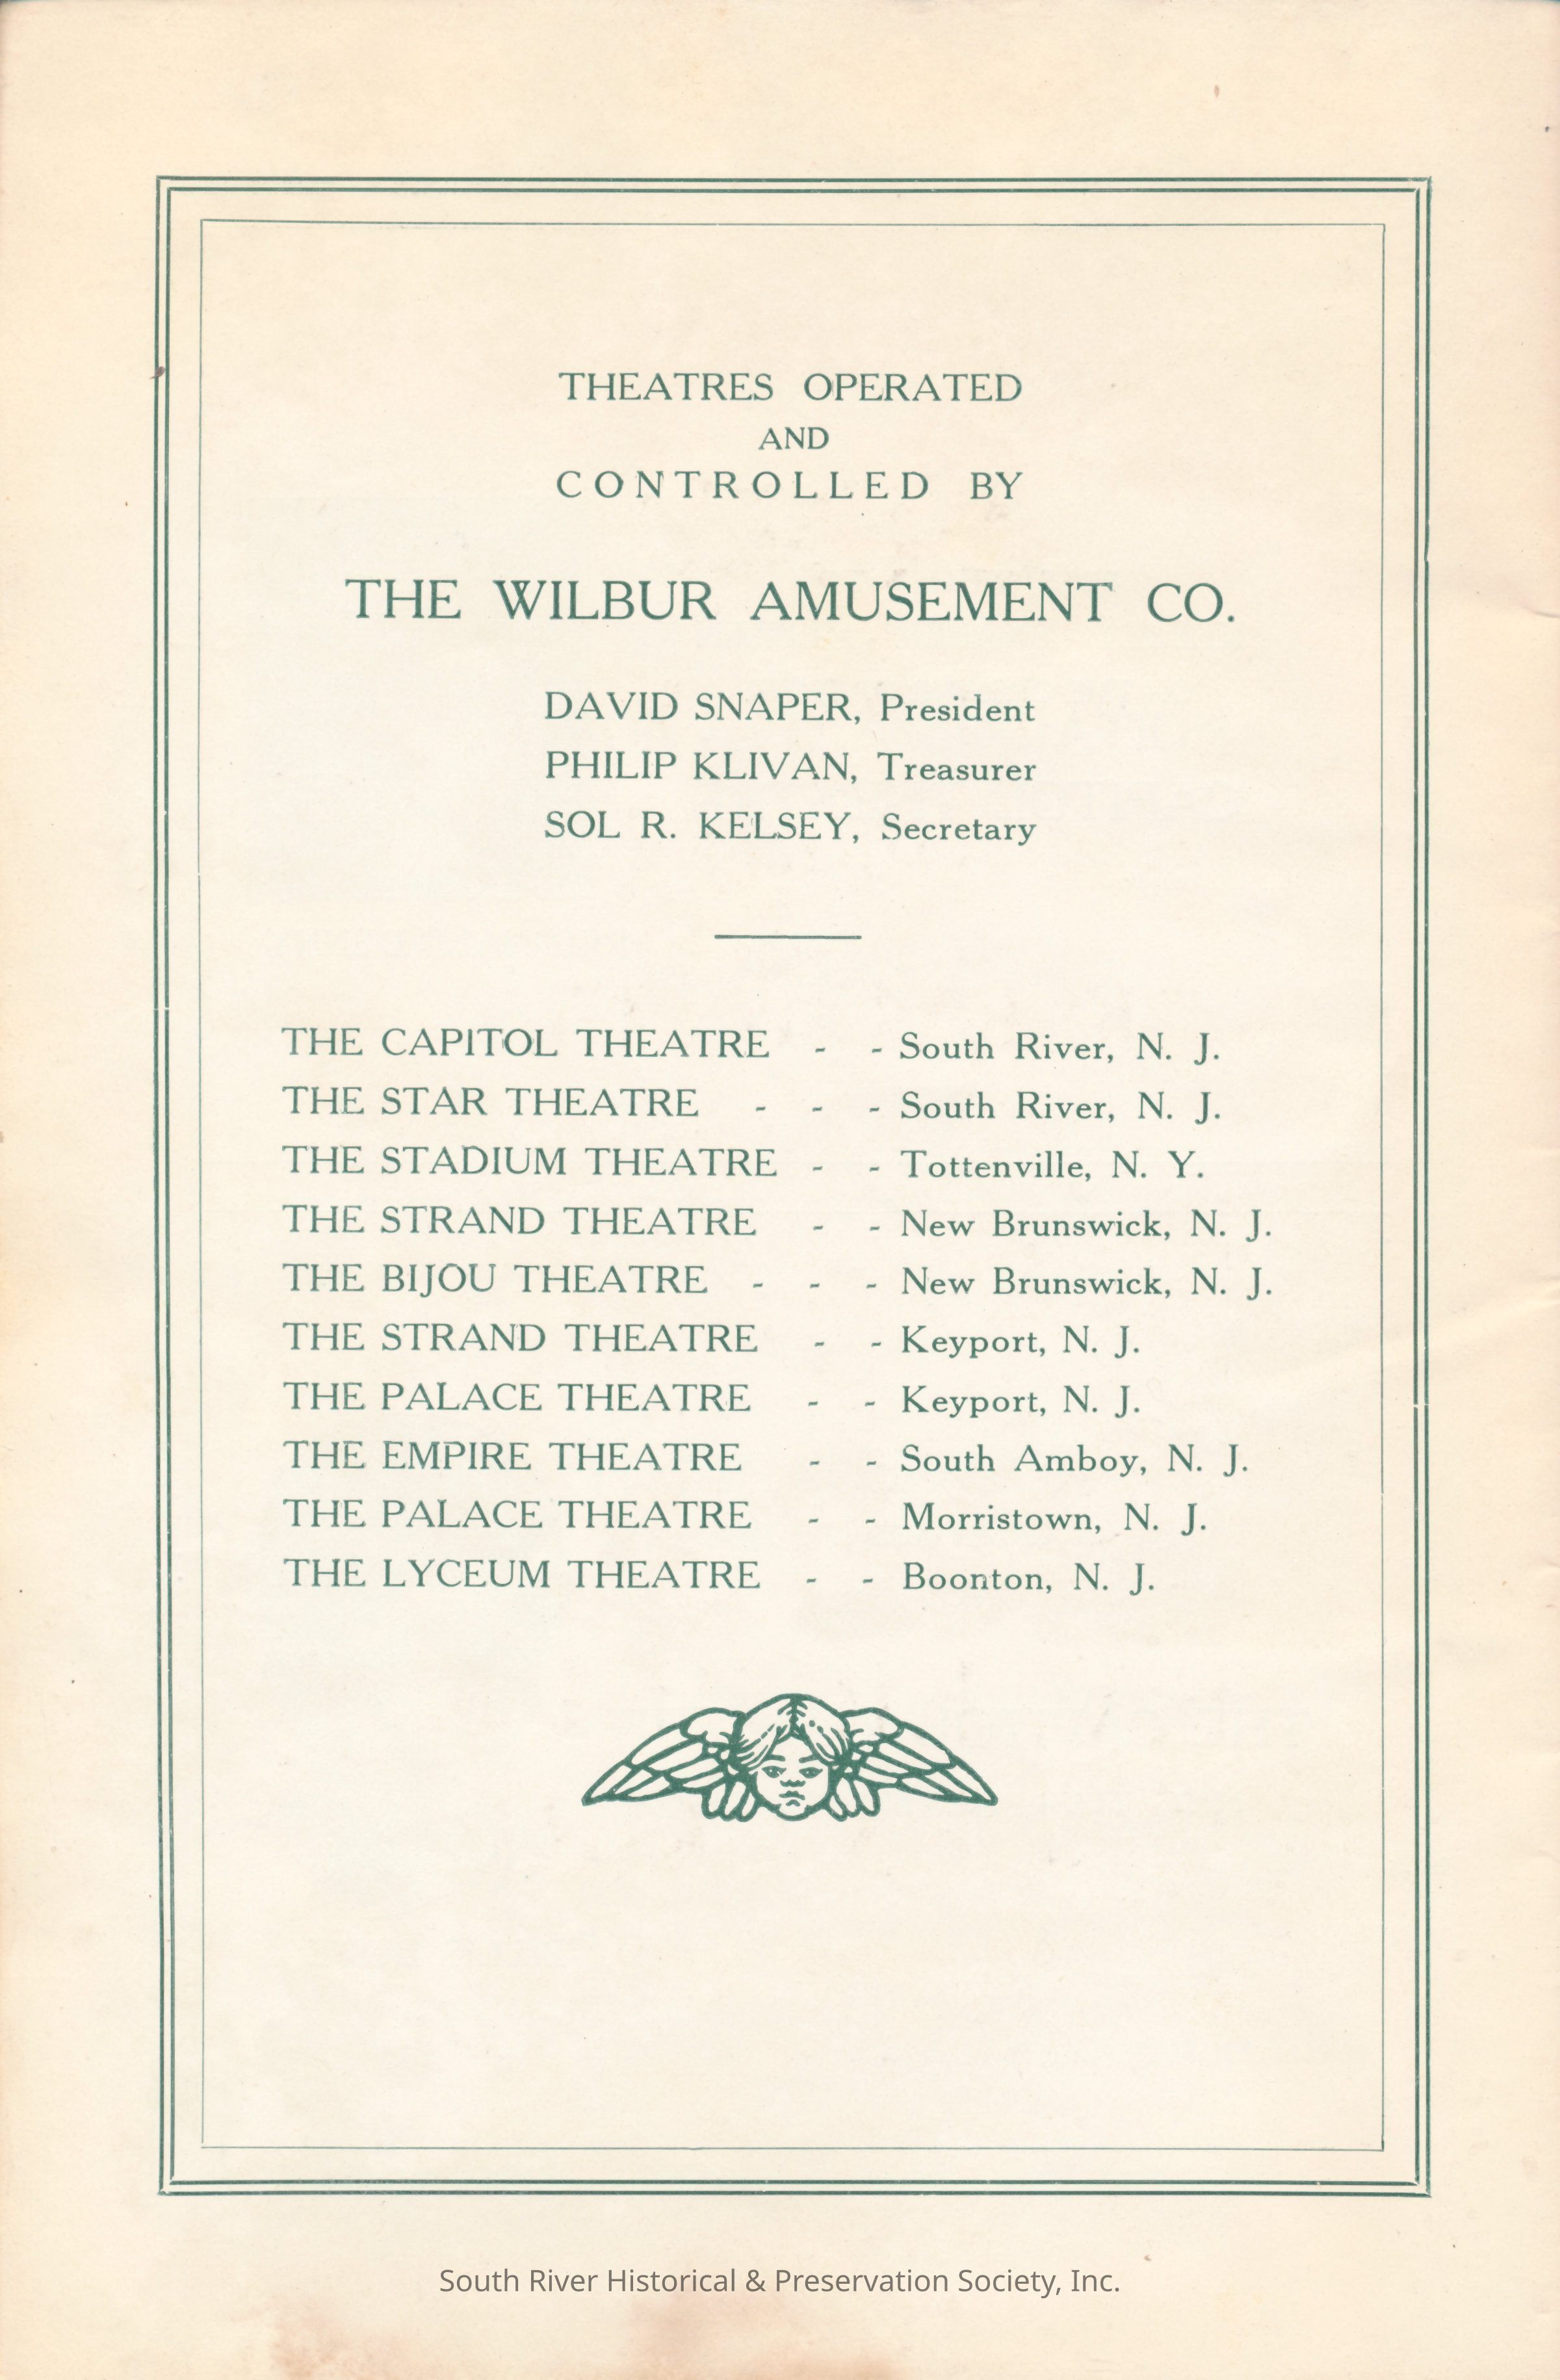 THEATRES OPERATED
AND
CONTROLLED BY
THE WILBUR AMUSEMENT CO.
DAVID SNAPER, President
PHILIP KLIVAN, Treasurer
SOL R. KELSEY, Secretary
THE CAPITOL THEATRE - - South River, N. J.
THE STAR THEATRE - - - South River, N. J.
THE STADIUM THEATRE - - Tottenville, N. Y.
THE STRAND THEATRE - - New Brunswick, N. J.
THE BIJOU THEATRE - - - New Brunswick, N. J.
THE STRAND THEATRE - - Keyport, N. J.
THE PALACE THEATRE - - Keyport, N. J.
THE EMPIRE THEATRE - - South Amboy, N. J.
THE PALACE THEATRE - - Morristown, N. J.
THE LYCEUM THEATRE - - Boonton, N. J.
South River Historical & Preservation Society, Inc.